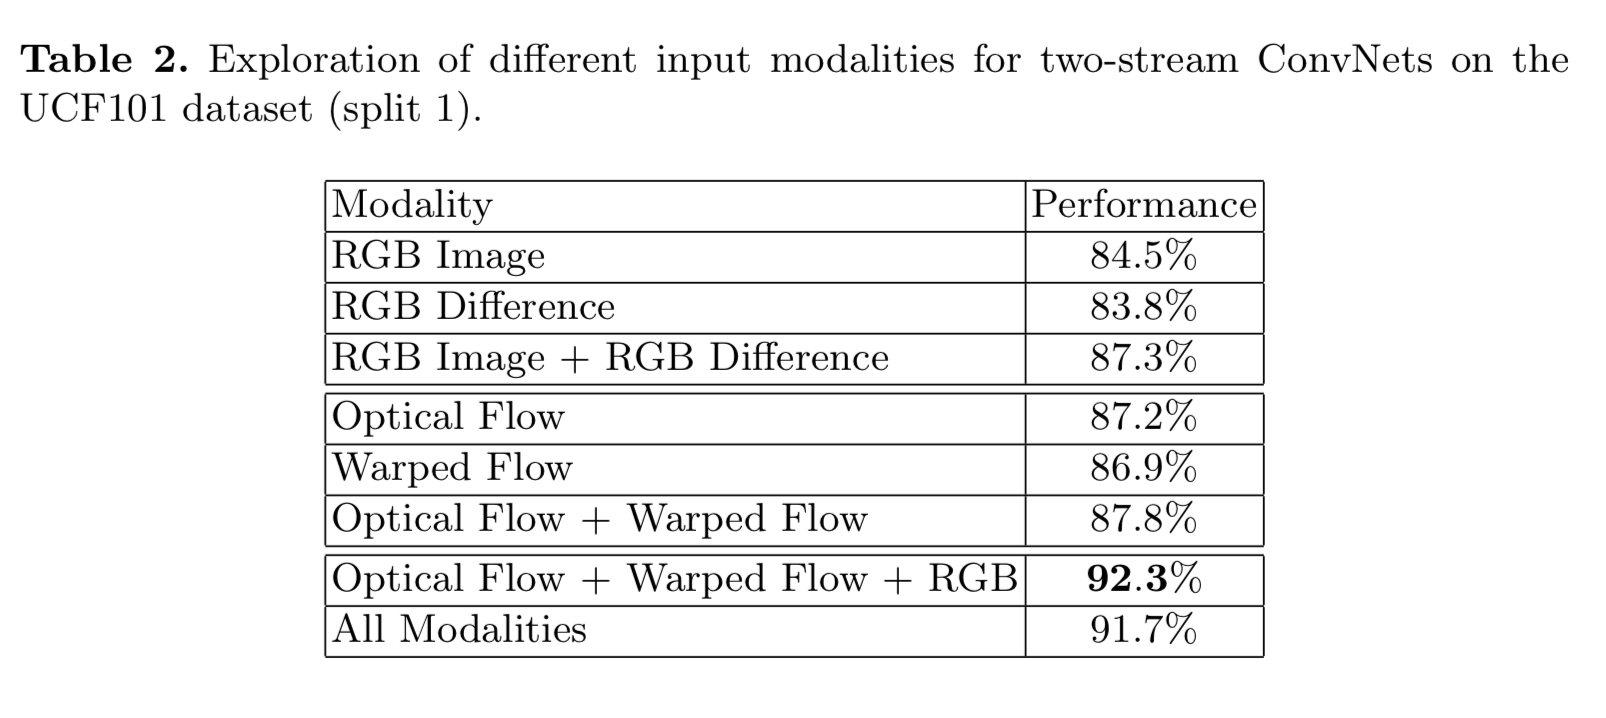 Table 2. Exploration of different input modalities for two-stream ConvNets on the
UCF101 dataset (split 1).
Modality Performance
RGB Image 84.5%
RGB Difference 83.8%
RGB Image + RGB Difference 87.3%
Optical Flow 87.2%
Warped Flow 86.9%
Optical Flow + Warped Flow 87.8%
Optical Flow + Warped Flow + RGB 92.3%
All Modalities 91.7%